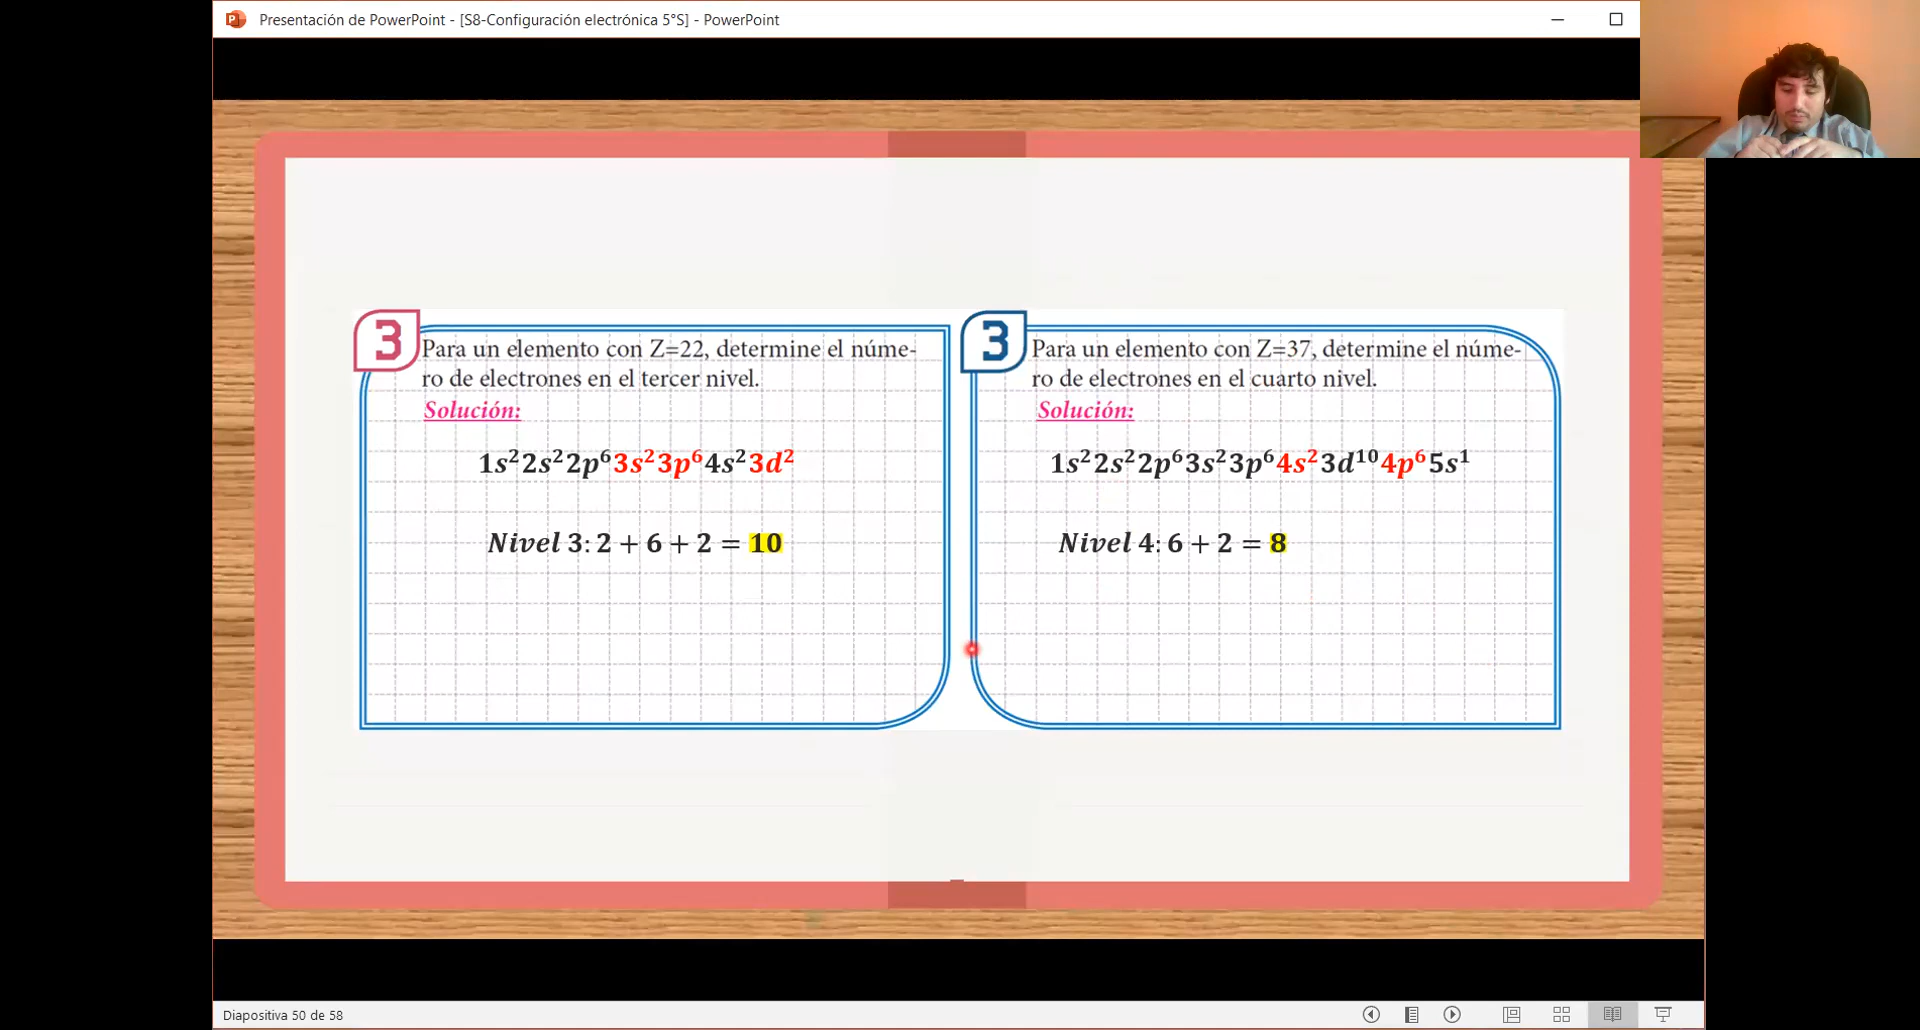 Presentación de PowerPoint - [S8-Configuración electrónica 5°S] - PowerPoint
3
Para un elemento con Z=22, determine el núme-
ro de electrones en el tercer nivel.
Solución:
1s²2s²2p⁶3s²3p⁶4s²3d²
Nivel 3: 2 + 6 + 2 = 10
3
Para un elemento con Z=37, determine el núme-
ro de electrones en el cuarto nivel.
Solución:
1s²2s²2p⁶3s²3p⁶4s²3d¹⁰4p⁶5s¹
Nivel 4: 6 + 2 = 8
Diapositiva 50 de 58